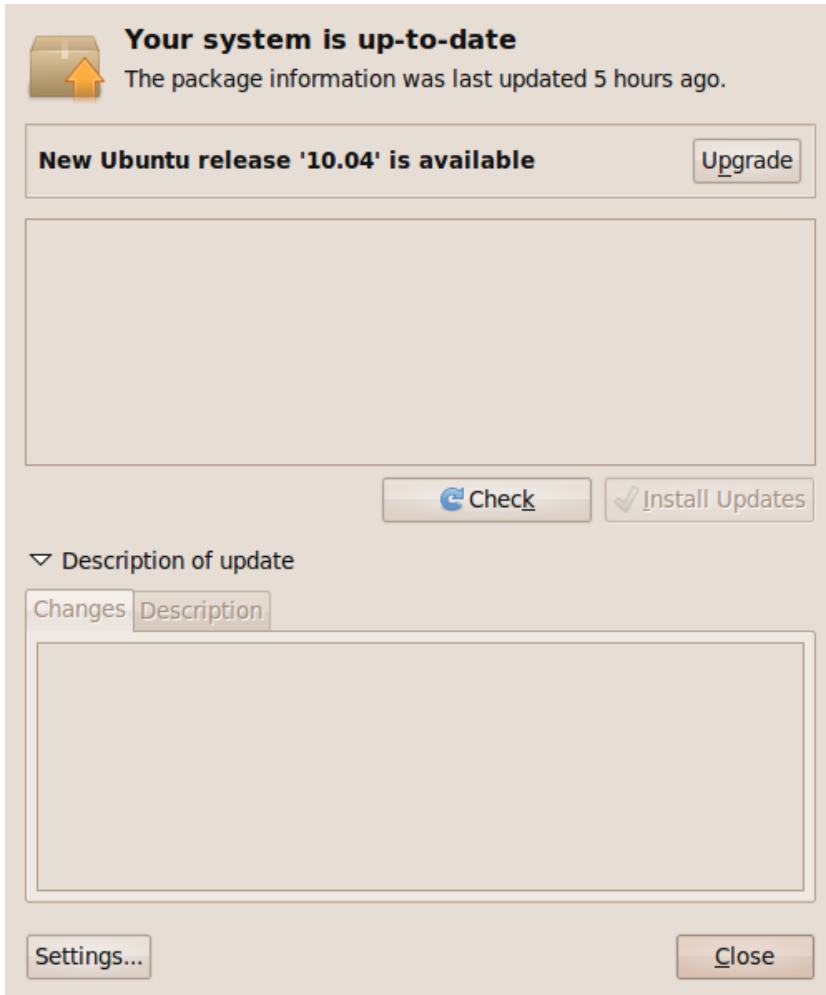 Your system is up-to-date
The package information was last updated 5 hours ago.
New Ubuntu release '10.04' is available
Upgrade
Check
Install Updates
Description of update
Changes
Description
Settings...
Close